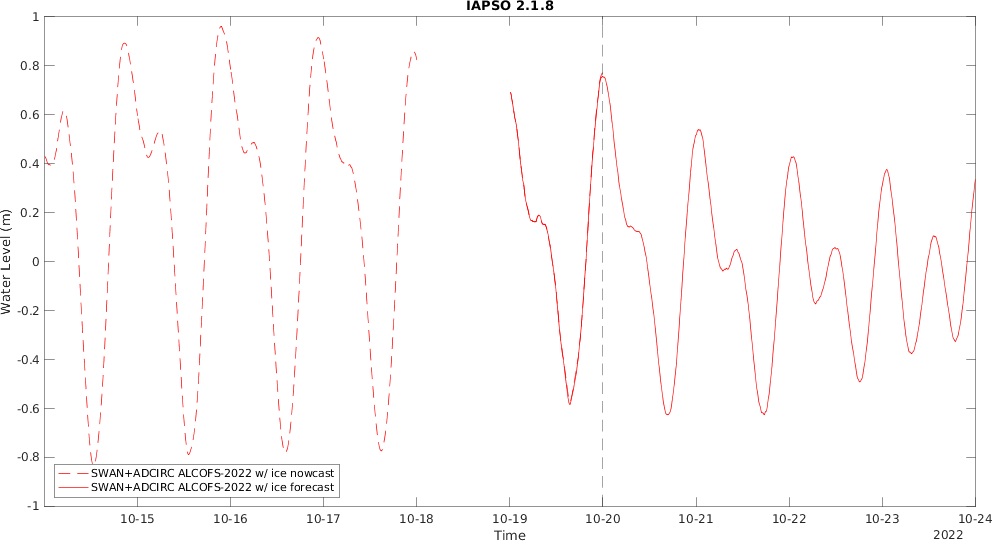 IAPSO 2.1.8
1
0.8
0.6
0.4
0.2
0
-0.2
-0.4
-0.6
-0.8
-1
Water Level (m)
SWAN+ADCIRC ALCOFS-2022 w/ ice nowcast
SWAN+ADCIRC ALCOFS-2022 w/ ice forecast
10-15 10-16 10-17 10-18 10-19 10-20 10-21 10-22 10-23 10-24
Time
2022